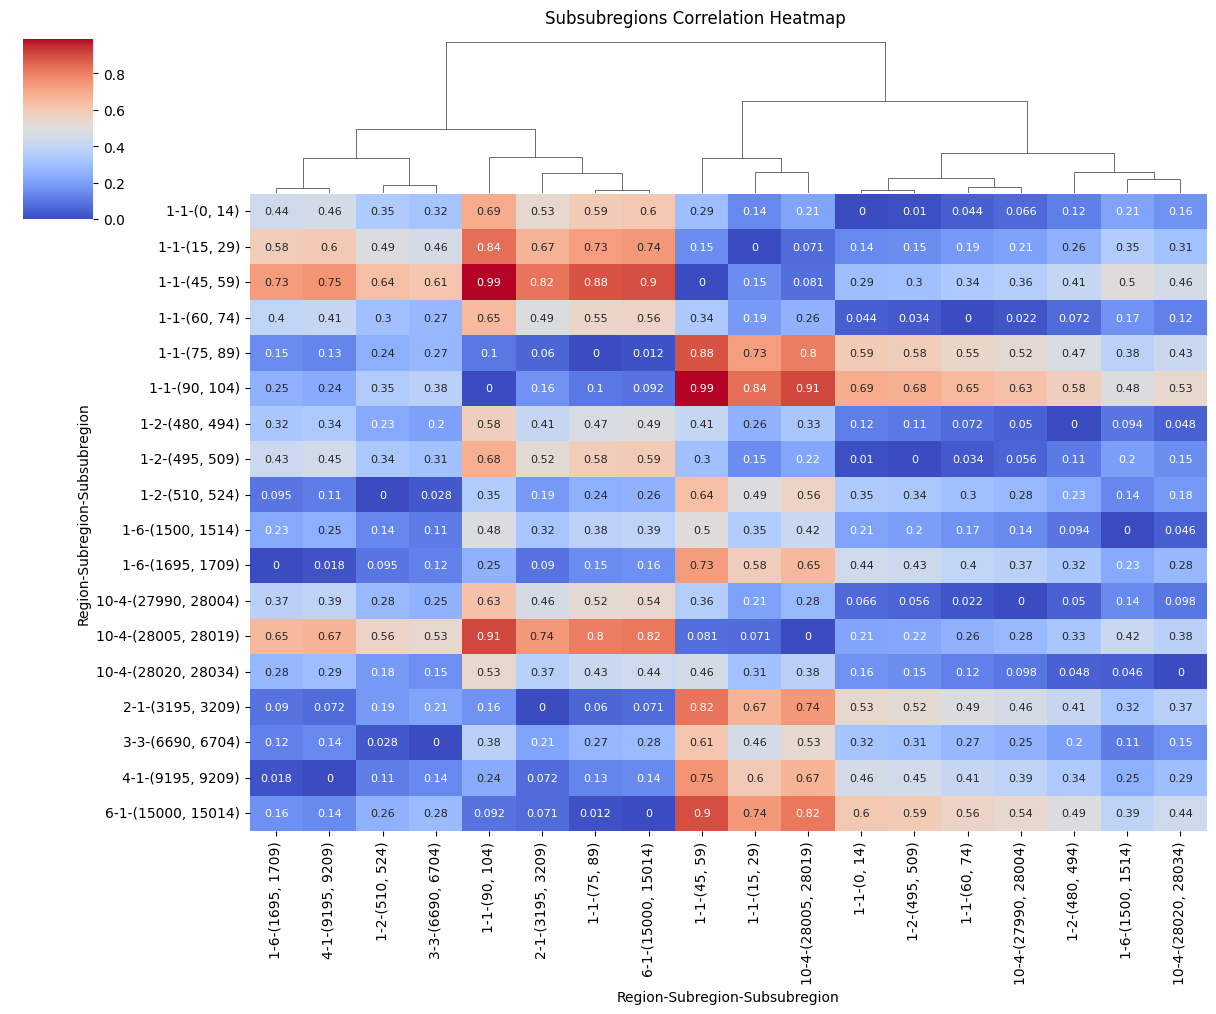 Subsubregions Correlation Heatmap
0.8
0.6
0.4
0.2
0.0
1-1-(0, 14) 0.44 0.46 0.35 0.32 0.69 0.53 0.59 0.6 0.29 0.14 0.21 0 0.01 0.044 0.066 0.12 0.21 0.16
1-1-(15, 29) 0.58 0.6 0.49 0.46 0.84 0.67 0.73 0.74 0.15 0 0.071 0.14 0.15 0.19 0.21 0.26 0.35 0.31
1-1-(45, 59) 0.73 0.75 0.64 0.61 0.99 0.82 0.88 0.9 0 0.15 0.081 0.29 0.3 0.34 0.36 0.41 0.5 0.46
1-1-(60, 74) 0.4 0.41 0.3 0.27 0.65 0.49 0.55 0.56 0.34 0.19 0.26 0.044 0.034 0 0.022 0.072 0.17 0.12
1-1-(75, 89) 0.15 0.13 0.24 0.27 0.1 0.06 0 0.012 0.88 0.73 0.8 0.59 0.58 0.55 0.52 0.47 0.38 0.43
1-1-(90, 104) 0.25 0.24 0.35 0.38 0 0.16 0.1 0.092 0.99 0.84 0.91 0.69 0.68 0.65 0.63 0.58 0.48 0.53
1-2-(480, 494) 0.32 0.34 0.23 0.2 0.58 0.41 0.47 0.49 0.41 0.26 0.33 0.12 0.11 0.072 0.05 0 0.094 0.048
1-2-(495, 509) 0.43 0.45 0.34 0.31 0.68 0.52 0.58 0.59 0.3 0.15 0.22 0.01 0 0.034 0.056 0.11 0.2 0.15
1-2-(510, 524) 0.095 0.11 0 0.028 0.35 0.19 0.24 0.26 0.64 0.49 0.56 0.35 0.34 0.3 0.28 0.23 0.14 0.18
1-6-(1500, 1514) 0.23 0.25 0.14 0.11 0.48 0.32 0.38 0.39 0.5 0.35 0.42 0.21 0.2 0.17 0.14 0.094 0 0.046
1-6-(1695, 1709) 0 0.018 0.095 0.12 0.25 0.09 0.15 0.16 0.73 0.58 0.65 0.44 0.43 0.4 0.37 0.32 0.23 0.28
10-4-(27990, 28004) 0.37 0.39 0.28 0.25 0.63 0.46 0.52 0.54 0.36 0.21 0.28 0.066 0.056 0.022 0 0.05 0.14 0.098
10-4-(28005, 28019) 0.65 0.67 0.56 0.53 0.91 0.74 0.8 0.82 0.081 0.071 0 0.21 0.22 0.26 0.28 0.33 0.42 0.38
10-4-(28020, 28034) 0.28 0.29 0.18 0.15 0.53 0.37 0.43 0.44 0.46 0.31 0.38 0.16 0.15 0.12 0.098 0.048 0.046 0
2-1-(3195, 3209) 0.09 0.072 0.19 0.21 0.16 0 0.06 0.071 0.82 0.67 0.74 0.53 0.52 0.49 0.46 0.41 0.32 0.37
3-3-(6690, 6704) 0.12 0.14 0.028 0 0.38 0.21 0.27 0.28 0.61 0.46 0.53 0.32 0.31 0.27 0.25 0.2 0.11 0.15
4-1-(9195, 9209) 0.018 0 0.11 0.14 0.24 0.072 0.13 0.14 0.75 0.6 0.67 0.46 0.45 0.41 0.39 0.34 0.25 0.29
6-1-(15000, 15014) 0.16 0.14 0.26 0.28 0.092 0.071 0.012 0 0.9 0.74 0.82 0.6 0.59 0.56 0.54 0.49 0.39 0.44
Region-Subregion-Subsubregion
1-6-(1695, 1709)
4-1-(9195, 9209)
1-2-(510, 524)
3-3-(6690, 6704)
1-1-(90, 104)
2-1-(3195, 3209)
1-1-(75, 89)
6-1-(15000, 15014)
1-1-(45, 59)
1-1-(15, 29)
10-4-(28005, 28019)
1-1-(0, 14)
1-2-(495, 509)
1-1-(60, 74)
10-4-(27990, 28004)
1-2-(480, 494)
1-6-(1500, 1514)
10-4-(28020, 28034)
Region-Subregion-Subsubregion